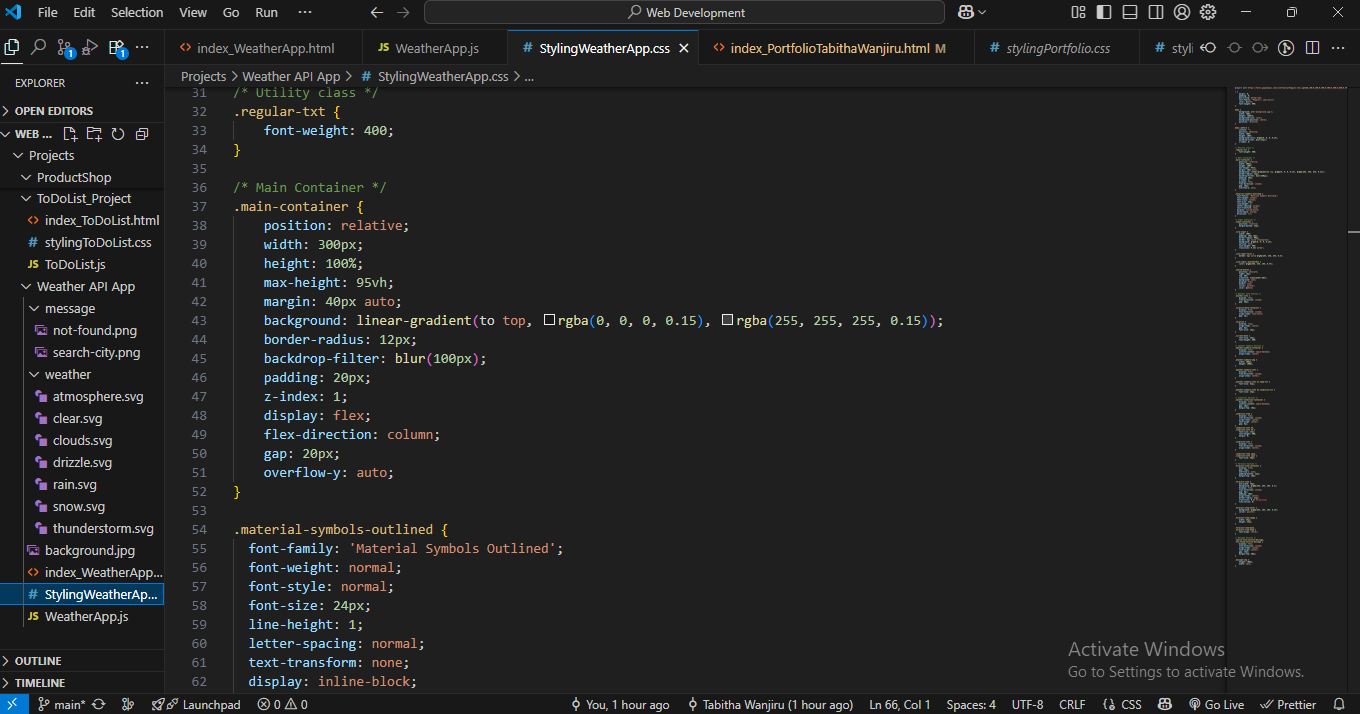 File Edit Selection View Go Run ··· Web Development
index_WeatherApp.html WeatherApp.js StylingWeatherApp.css index_PortfolioTabithaWanjiru.html M stylingPortfolio.css styli
EXPLORER
Projects > Weather API App > # StylingWeatherApp.css > ...
OPEN EDITORS
WEB ...
Projects
ProductShop
ToDoList_Project
index_ToDoList.html
stylingToDoList.css
ToDoList.js
Weather API App
message
not-found.png
search-city.png
weather
atmosphere.svg
clear.svg
clouds.svg
drizzle.svg
rain.svg
snow.svg
thunderstorm.svg
background.jpg
index_WeatherApp...
StylingWeatherAp...
WeatherApp.js
OUTLINE
TIMELINE
31 /* Utility class */
32 .regular-txt {
33 font-weight: 400;
34 }
35
36 /* Main Container */
37 .main-container {
38 position: relative;
39 width: 300px;
40 height: 100%;
41 max-height: 95vh;
42 margin: 40px auto;
43 background: linear-gradient(to top, rgba(0, 0, 0, 0.15), rgba(255, 255, 255, 0.15));
44 border-radius: 12px;
45 backdrop-filter: blur(100px);
46 padding: 20px;
47 z-index: 1;
48 display: flex;
49 flex-direction: column;
50 gap: 20px;
51 overflow-y: auto;
52 }
53
54 .material-symbols-outlined {
55 font-family: 'Material Symbols Outlined';
56 font-weight: normal;
57 font-style: normal;
58 font-size: 24px;
59 line-height: 1;
60 letter-spacing: normal;
61 text-transform: none;
62 display: inline-block;
Activate Windows
Go to Settings to activate Windows.
main* Launchpad 0 0 You, 1 hour ago Tabitha Wanjiru (1 hour ago) Ln 66, Col 1 Spaces: 4 UTF-8 CRLF CSS Go Live Prettier